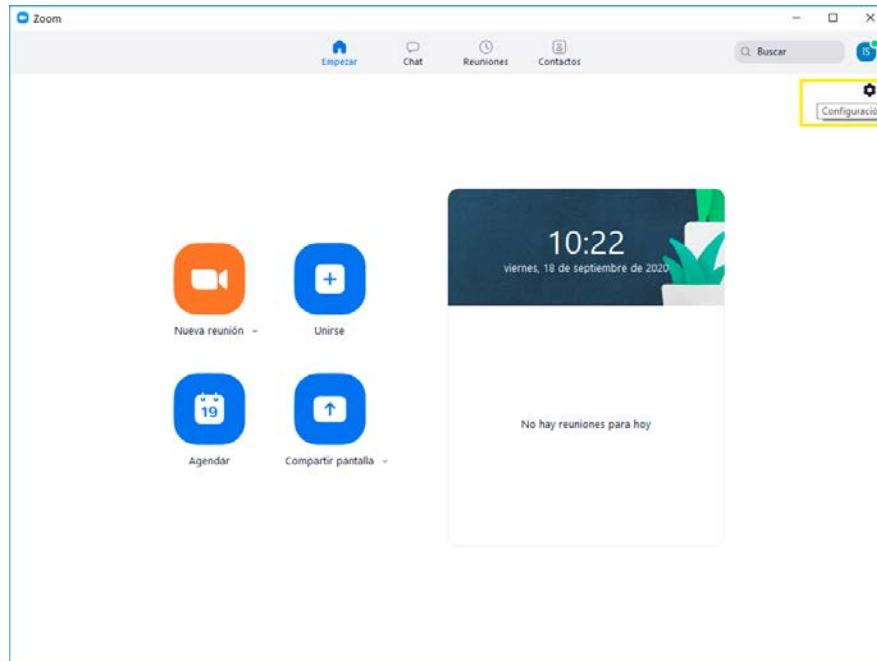 Zoom
Empezar
Chat
Reuniones
Contactos
Buscar
IS
Configuració
10:22
viernes, 18 de septiembre de 2020
Nueva reunión
Unirse
19
Agendar
Compartir pantalla
No hay reuniones para hoy